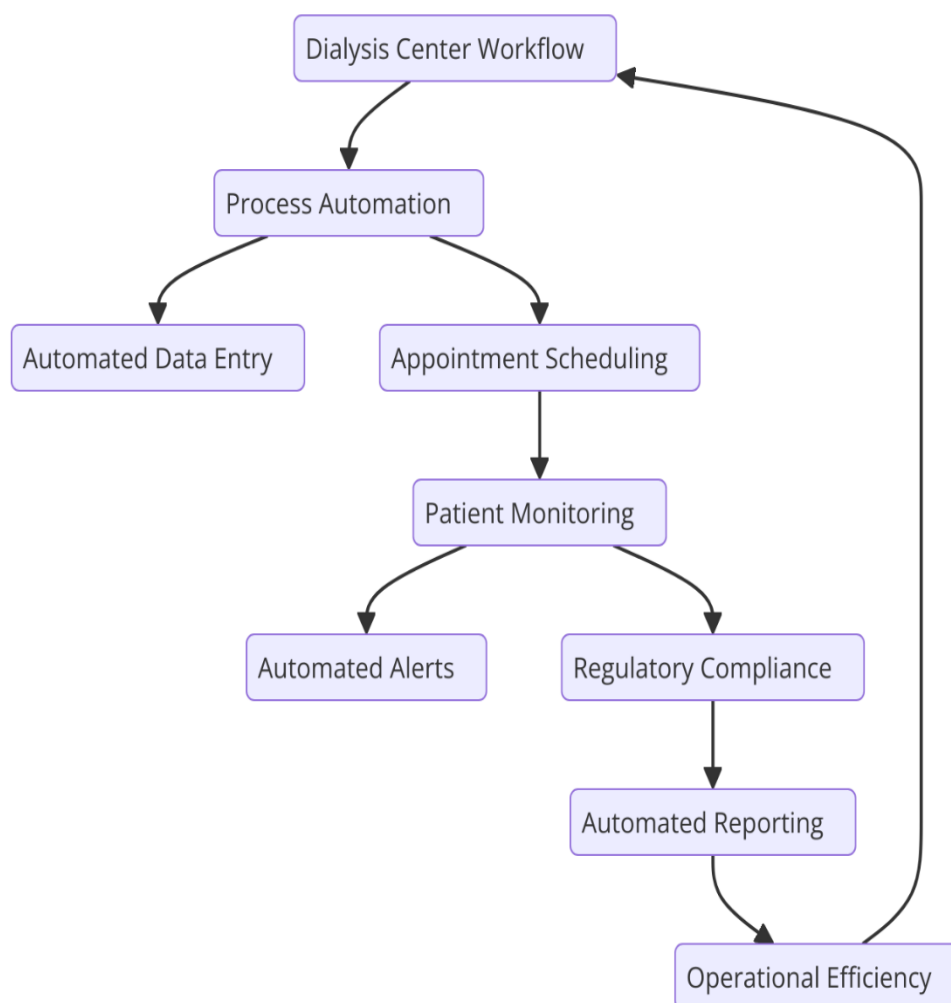 Dialysis Center Workflow
Process Automation
Automated Data Entry
Appointment Scheduling
Patient Monitoring
Automated Alerts
Regulatory Compliance
Automated Reporting
Operational Efficiency